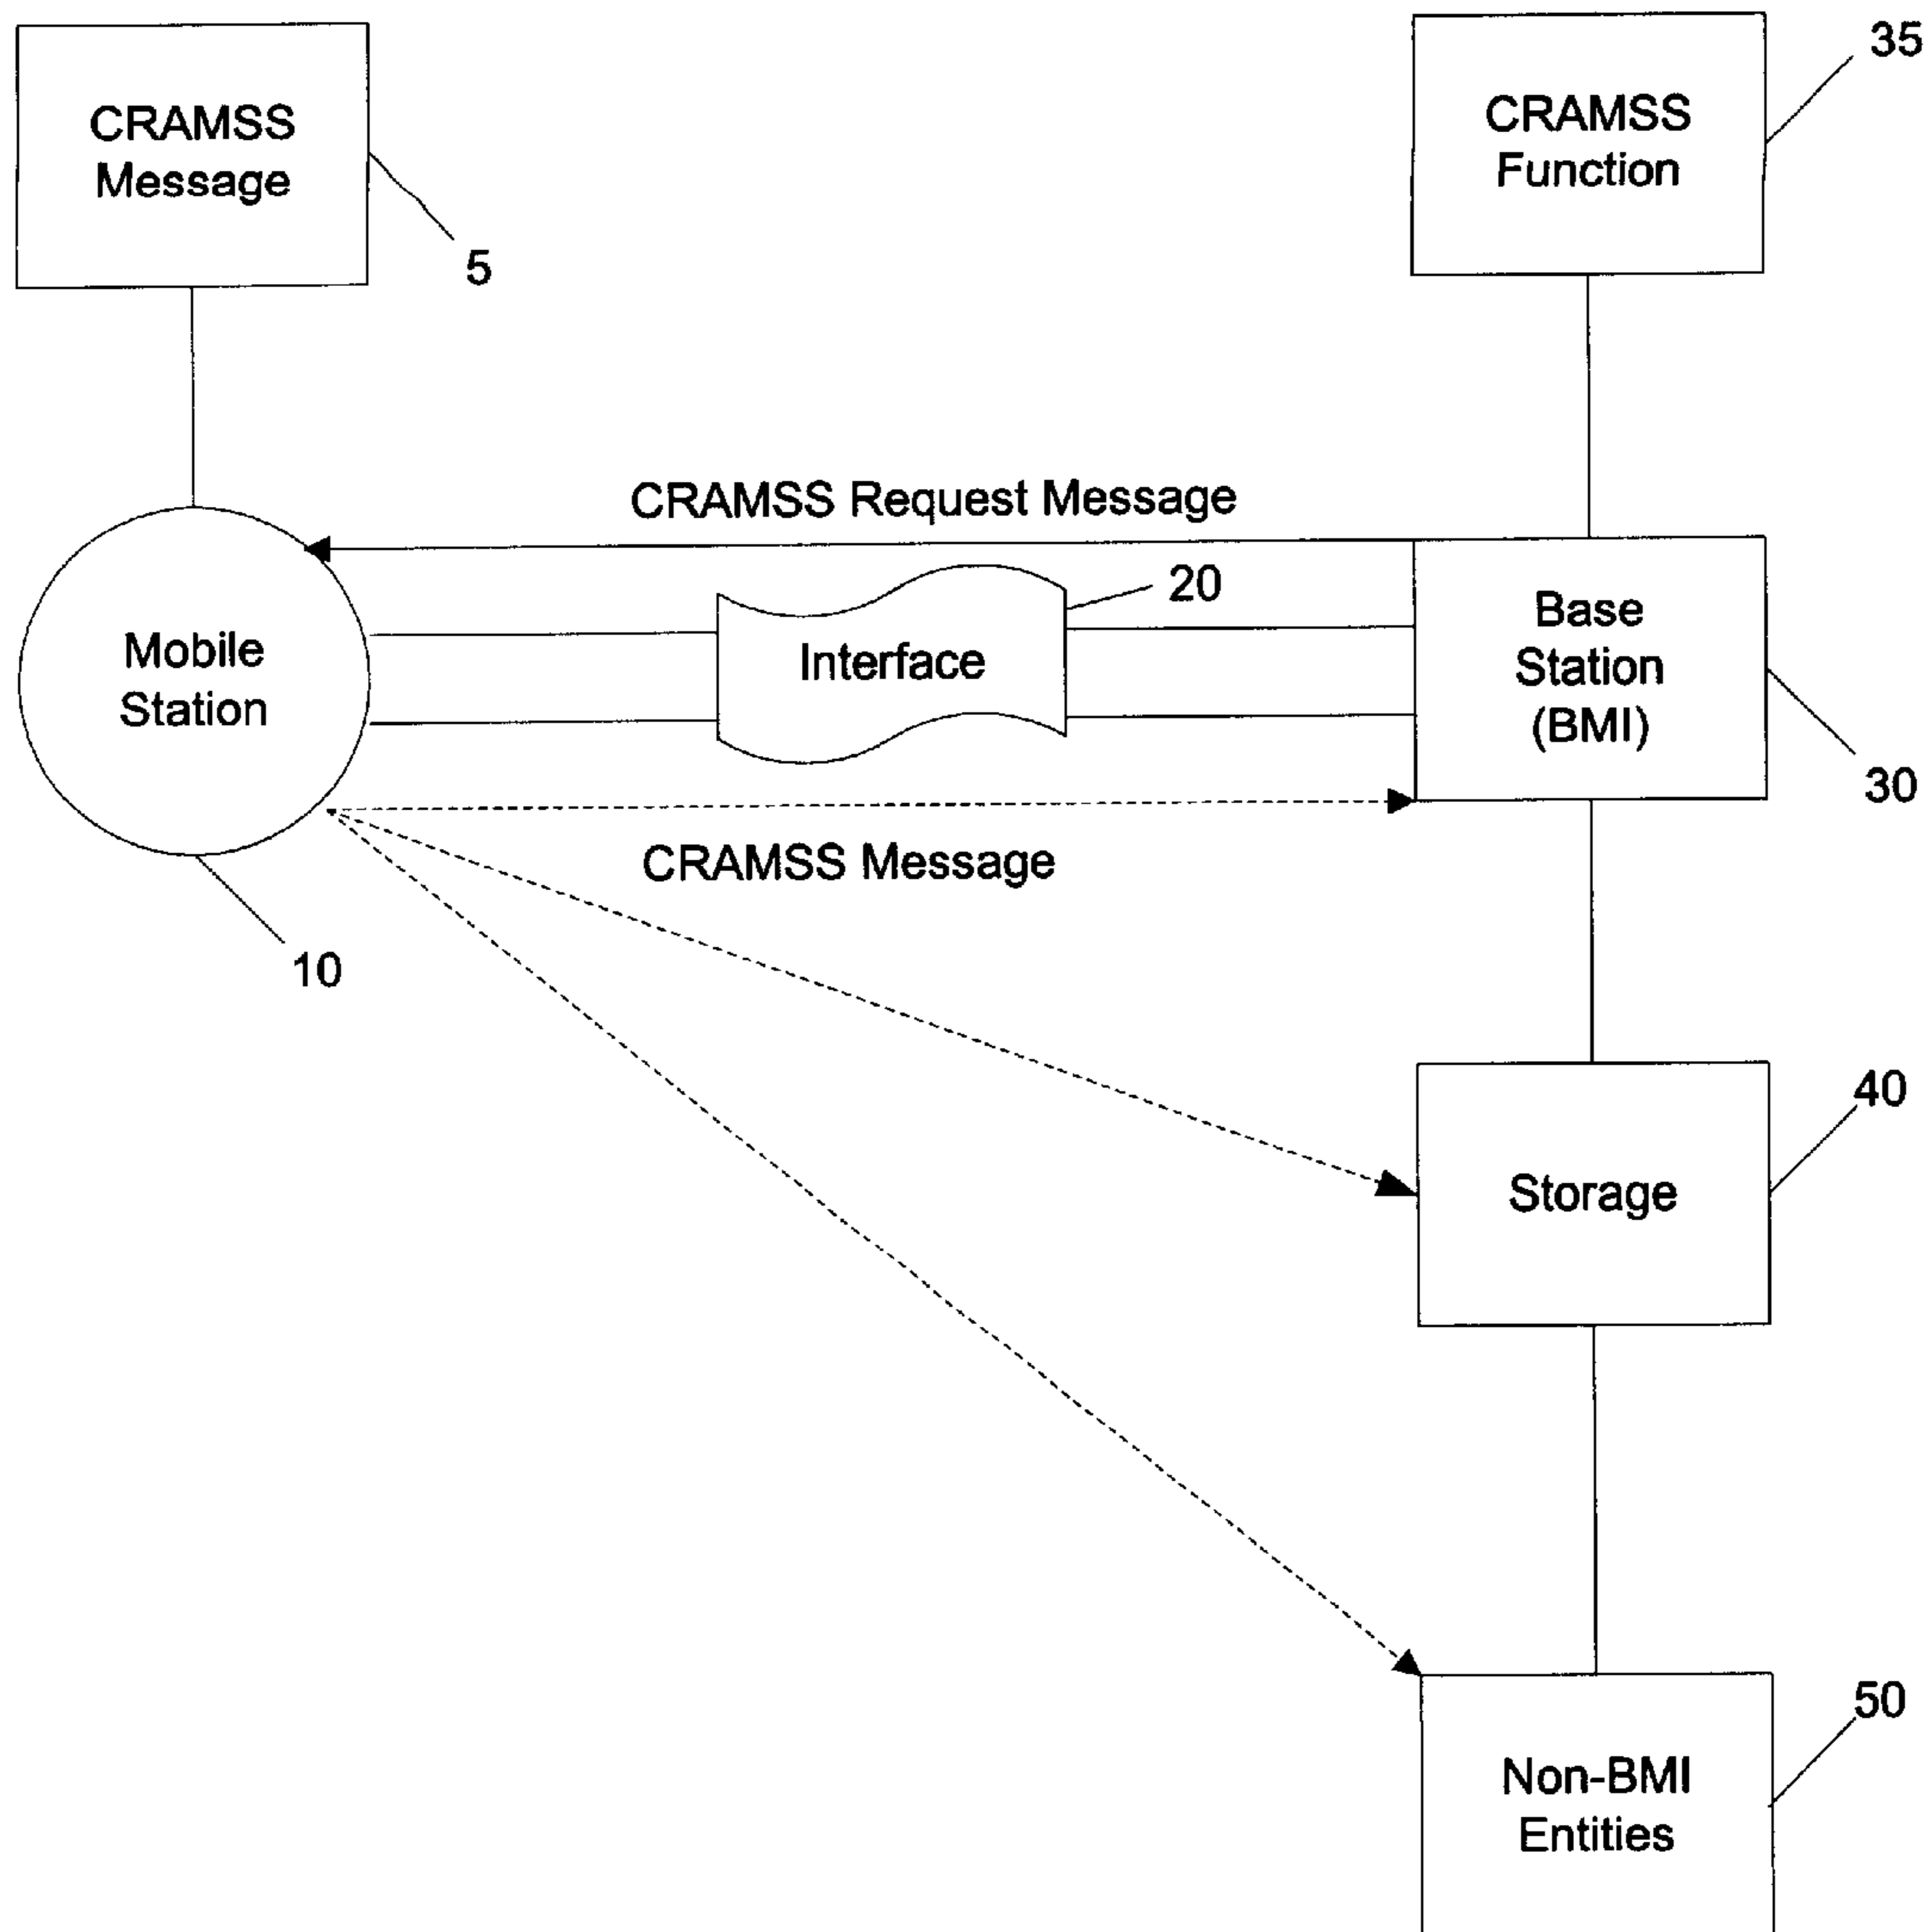 CRAMSS
Message
5
CRAMSS
Function
35
CRAMSS Request Message
Mobile
Station
10
Interface
20
Base
Station
(BMI)
30
CRAMSS Message
Storage
40
Non-BMI
Entities
50